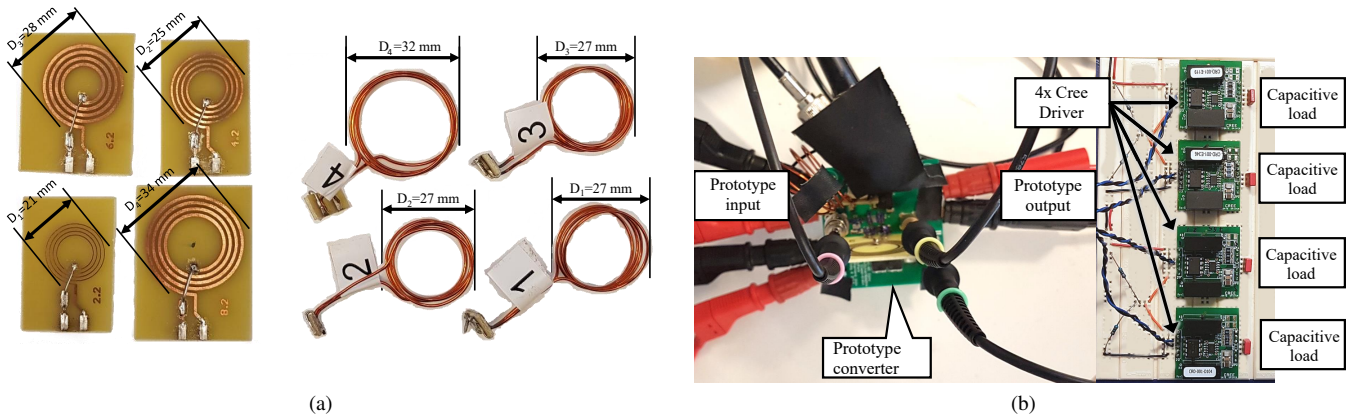 D₃=28 mm
D₂=25 mm
6.2
4.2
D₁=21 mm
D₄=34 mm
2.2
8.2
D₄=32 mm
D₃=27 mm
4
3
D₂=27 mm
D₁=27 mm
2
1
(a)
Prototype
input
Prototype
output
Prototype
converter
4x Cree
Driver
Capacitive
load
Capacitive
load
Capacitive
load
Capacitive
load
(b)